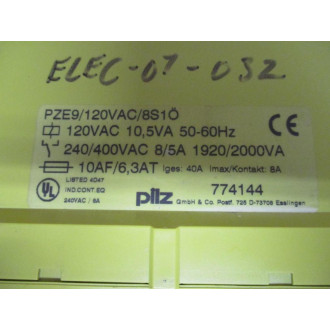 ELEC-07-032
PZE9/120VAC/8S1Ö
120VAC 10,5VA 50-60Hz
CE
240/400VAC 8/5A 1920/2000VA
10AF/6,3AT Iges: 40A Imax/Kontakt: 8A
UL
LISTED 4D47
IND.CONT.EQ
240VAC / 8A
pilz
774144
GmbH & Co. Postf. 725 D-73708 Esslingen